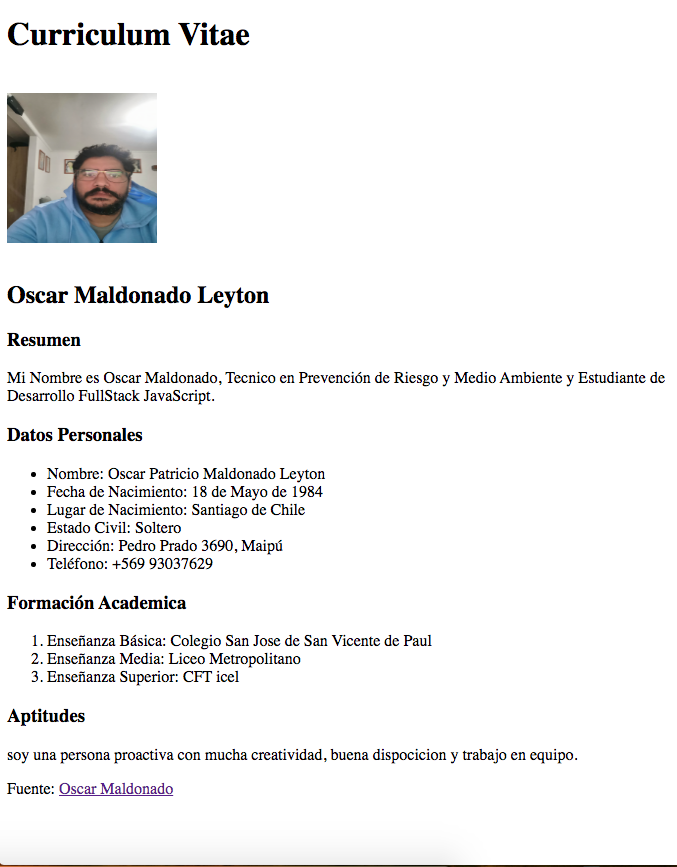 Curriculum Vitae
Oscar Maldonado Leyton
Resumen
Mi Nombre es Oscar Maldonado, Tecnico en Prevención de Riesgo y Medio Ambiente y Estudiante de
Desarrollo FullStack JavaScript.
Datos Personales
• Nombre: Oscar Patricio Maldonado Leyton
• Fecha de Nacimiento: 18 de Mayo de 1984
• Lugar de Nacimiento: Santiago de Chile
• Estado Civil: Soltero
• Dirección: Pedro Prado 3690, Maipú
• Teléfono: +569 93037629
Formación Academica
1. Enseñanza Básica: Colegio San Jose de San Vicente de Paul
2. Enseñanza Media: Liceo Metropolitano
3. Enseñanza Superior: CFT icel
Aptitudes
soy una persona proactiva con mucha creatividad, buena dispocicion y trabajo en equipo.
Fuente: Oscar Maldonado